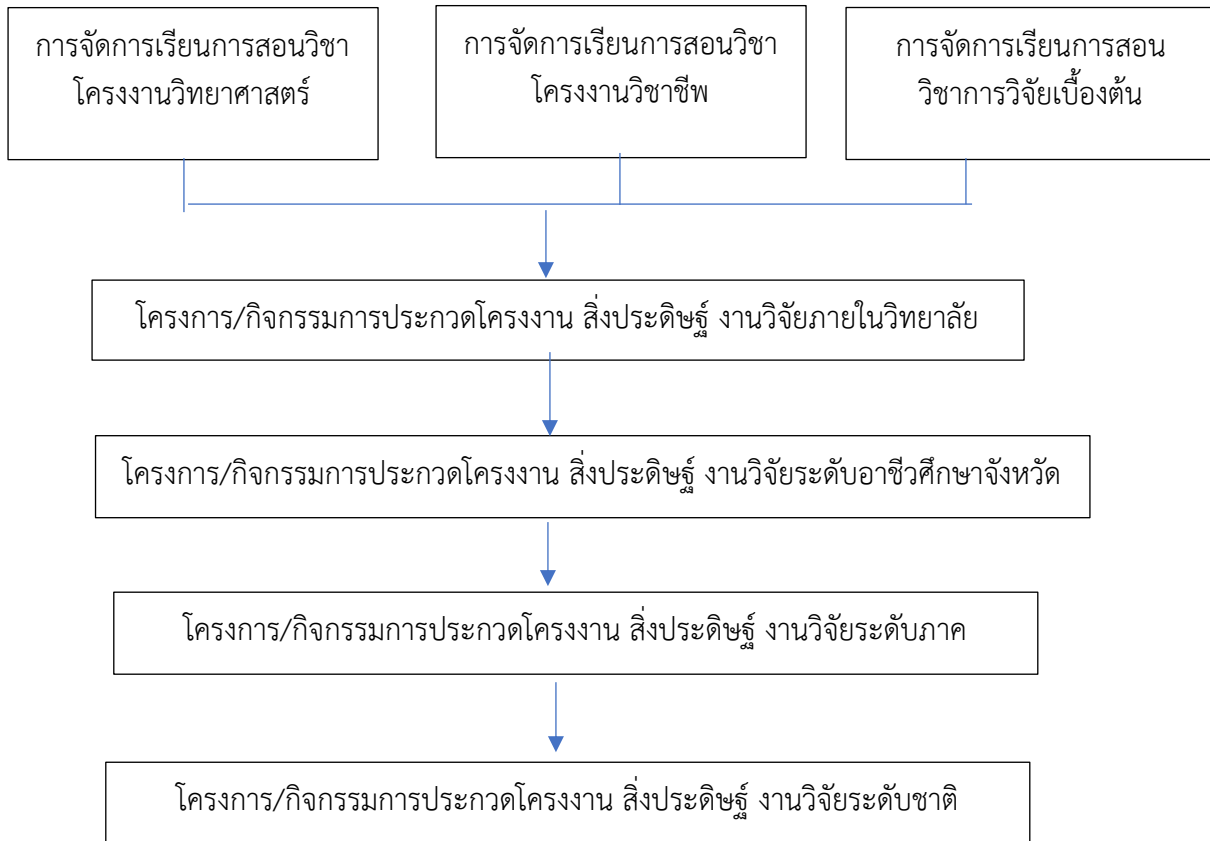 การจัดการเรียนการสอนวิชา
โครงงานวิทยาศาสตร์
การจัดการเรียนการสอนวิชา
โครงงานวิชาชีพ
การจัดการเรียนการสอน
วิชาการวิจัยเบื้องต้น
โครงการ/กิจกรรมการประกวดโครงงาน สิ่งประดิษฐ์ งานวิจัยภายในวิทยาลัย
โครงการ/กิจกรรมการประกวดโครงงาน สิ่งประดิษฐ์ งานวิจัยระดับอาชีวศึกษาจังหวัด
โครงการ/กิจกรรมการประกวดโครงงาน สิ่งประดิษฐ์ งานวิจัยระดับภาค
โครงการ/กิจกรรมการประกวดโครงงาน สิ่งประดิษฐ์ งานวิจัยระดับชาติ